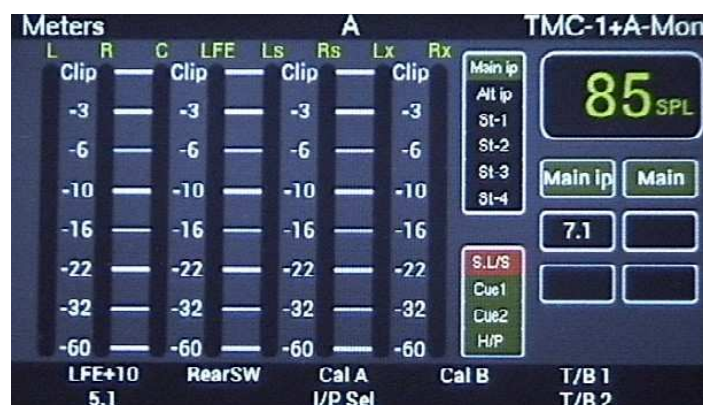 Meters A TMC-1+A-Mon
L R C LFE Ls Rs Lx Rx
Clip Clip Clip Clip
-3 -3 -3 -3
-6 -6 -6 -6
-10 -10 -10 -10
-16 -16 -16 -16
-22 -22 -22 -22
-32 -32 -32 -32
-60 -60 -60 -60
Main ip
Alt ip
St-1
St-2
St-3
St-4
S.L/S
Cue1
Cue2
H/P
85 SPL
Main ip Main
7.1
LFE+10 RearSW Cal A Cal B T/B 1
5.1 I/P Sel T/B 2